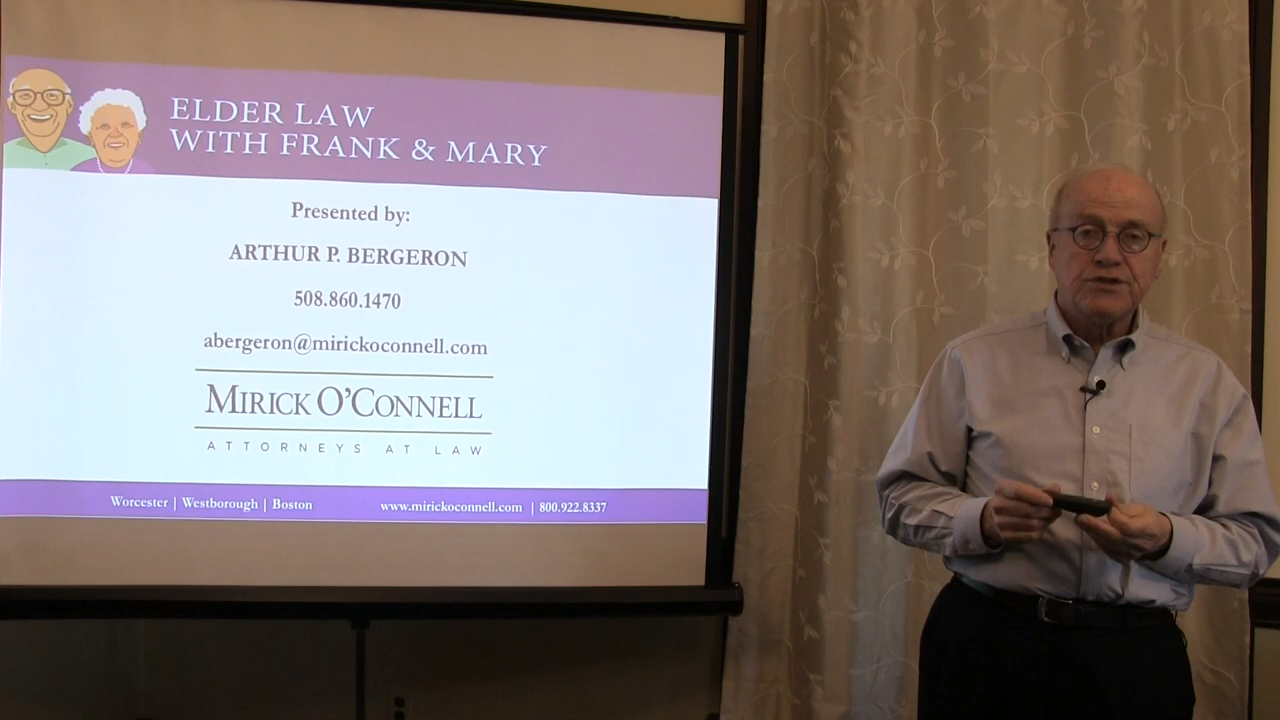 ELDER LAW
WITH FRANK & MARY
Presented by:
ARTHUR P. BERGERON
508.860.1470
abergeron@mirickoconnell.com
MIRICK O'CONNELL
ATTORNEYS AT LAW
Worcester | Westborough | Boston www.mirickoconnell.com | 800.922.8337